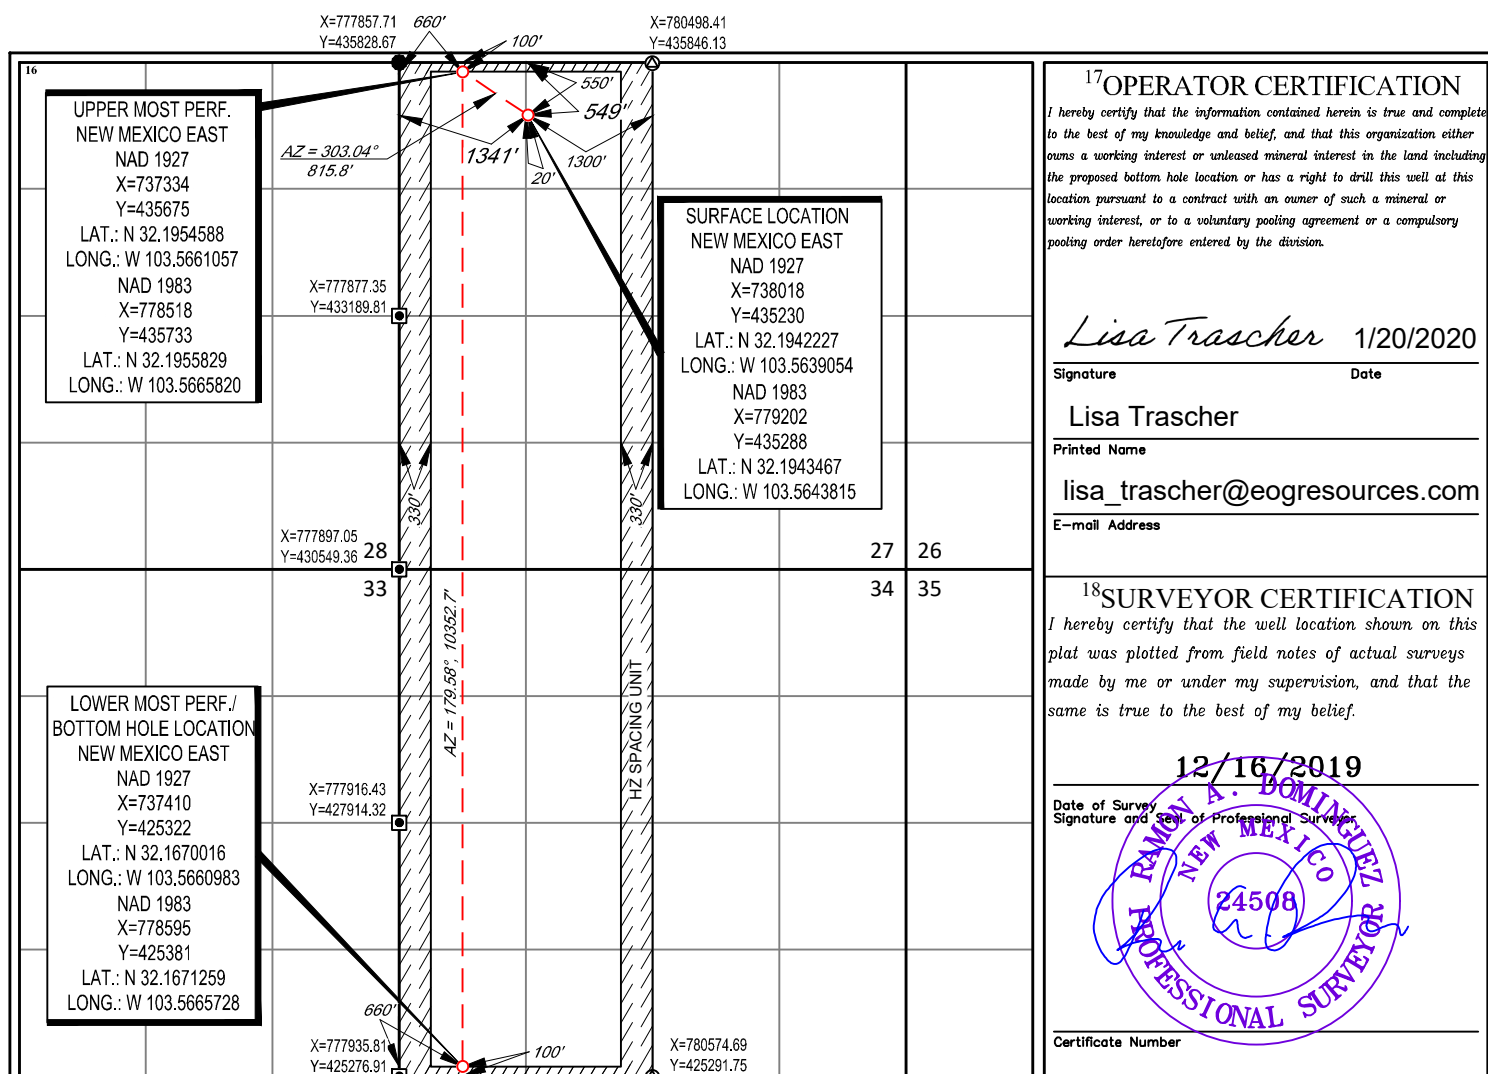 X=777857.71
Y=435828.67
660'
100'
X=780498.41
Y=435846.13
16
UPPER MOST PERF.
NEW MEXICO EAST
NAD 1927
X=737334
Y=435675
LAT.: N 32.1954588
LONG.: W 103.5661057
NAD 1983
X=778518
Y=435733
LAT.: N 32.1955829
LONG.: W 103.5665820
AZ = 303.04°
815.8'
550'
549'
1341'
1300'
20'
SURFACE LOCATION
NEW MEXICO EAST
NAD 1927
X=738018
Y=435230
LAT.: N 32.1942227
LONG.: W 103.5639054
NAD 1983
X=779202
Y=435288
LAT.: N 32.1943467
LONG.: W 103.5643815
X=777877.35
Y=433189.81
330'
330'
X=777897.05
Y=430549.36
28
27
26
33
34
35
AZ = 179.58°, 10352.7'
HZ SPACING UNIT
LOWER MOST PERF./
BOTTOM HOLE LOCATION
NEW MEXICO EAST
NAD 1927
X=737410
Y=425322
LAT.: N 32.1670016
LONG.: W 103.5660983
NAD 1983
X=778595
Y=425381
LAT.: N 32.1671259
LONG.: W 103.5665728
X=777916.43
Y=427914.32
660'
100'
X=777935.81
Y=425276.91
X=780574.69
Y=425291.75
17OPERATOR CERTIFICATION
I hereby certify that the information contained herein is true and complete
to the best of my knowledge and belief, and that this organization either
owns a working interest or unleased mineral interest in the land including
the proposed bottom hole location or has a right to drill this well at this
location pursuant to a contract with an owner of such a mineral or
working interest, or to a voluntary pooling agreement or a compulsory
pooling order heretofore entered by the division.
Lisa Trascher 1/20/2020
Signature Date
Lisa Trascher
Printed Name
lisa_trascher@eogresources.com
E-mail Address
18SURVEYOR CERTIFICATION
I hereby certify that the well location shown on this
plat was plotted from field notes of actual surveys
made by me or under my supervision, and that the
same is true to the best of my belief.
12/16/2019
Date of Survey
Signature and Seal of Professional Surveyor
RAMON A. DOMINGUEZ
NEW MEXICO
24508
PROFESSIONAL SURVEYOR
Certificate Number